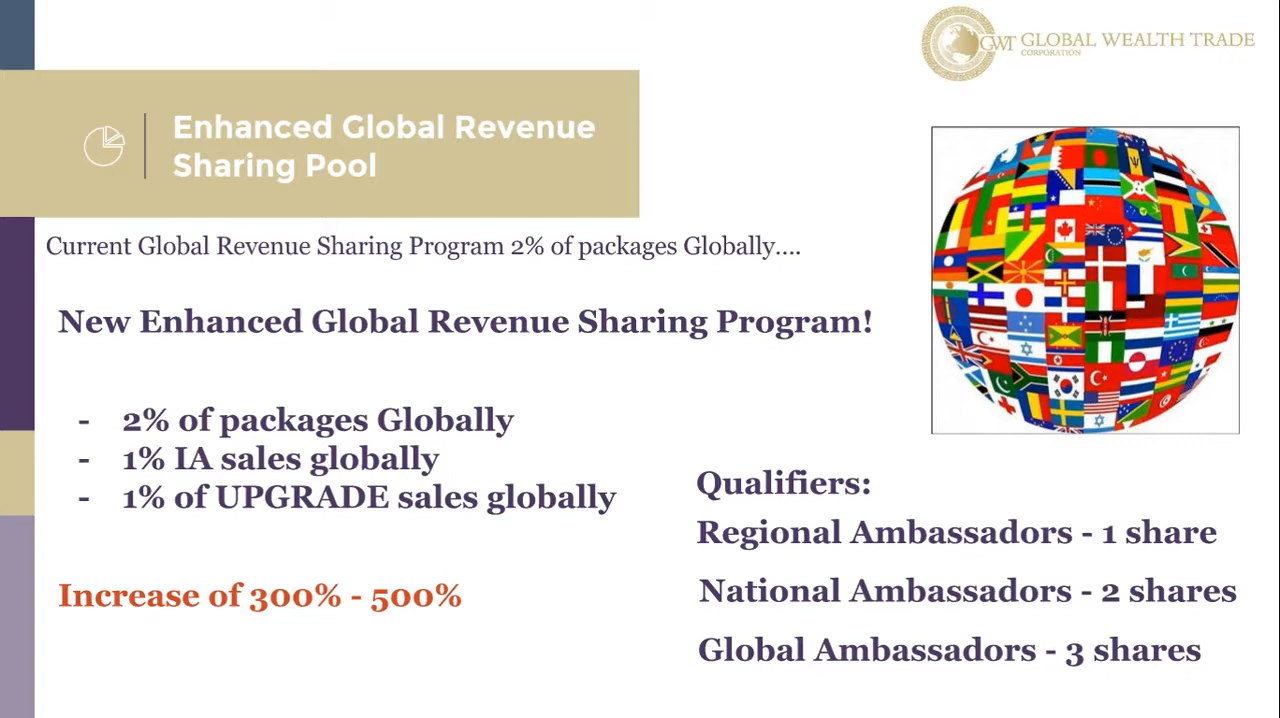 GWT GLOBAL WEALTH TRADE
CORPORATION
Enhanced Global Revenue
Sharing Pool
Current Global Revenue Sharing Program 2% of packages Globally....
New Enhanced Global Revenue Sharing Program!
- 2% of packages Globally
- 1% IA sales globally
- 1% of UPGRADE sales globally
Increase of 300% - 500%
Qualifiers:
Regional Ambassadors - 1 share
National Ambassadors - 2 shares
Global Ambassadors - 3 shares